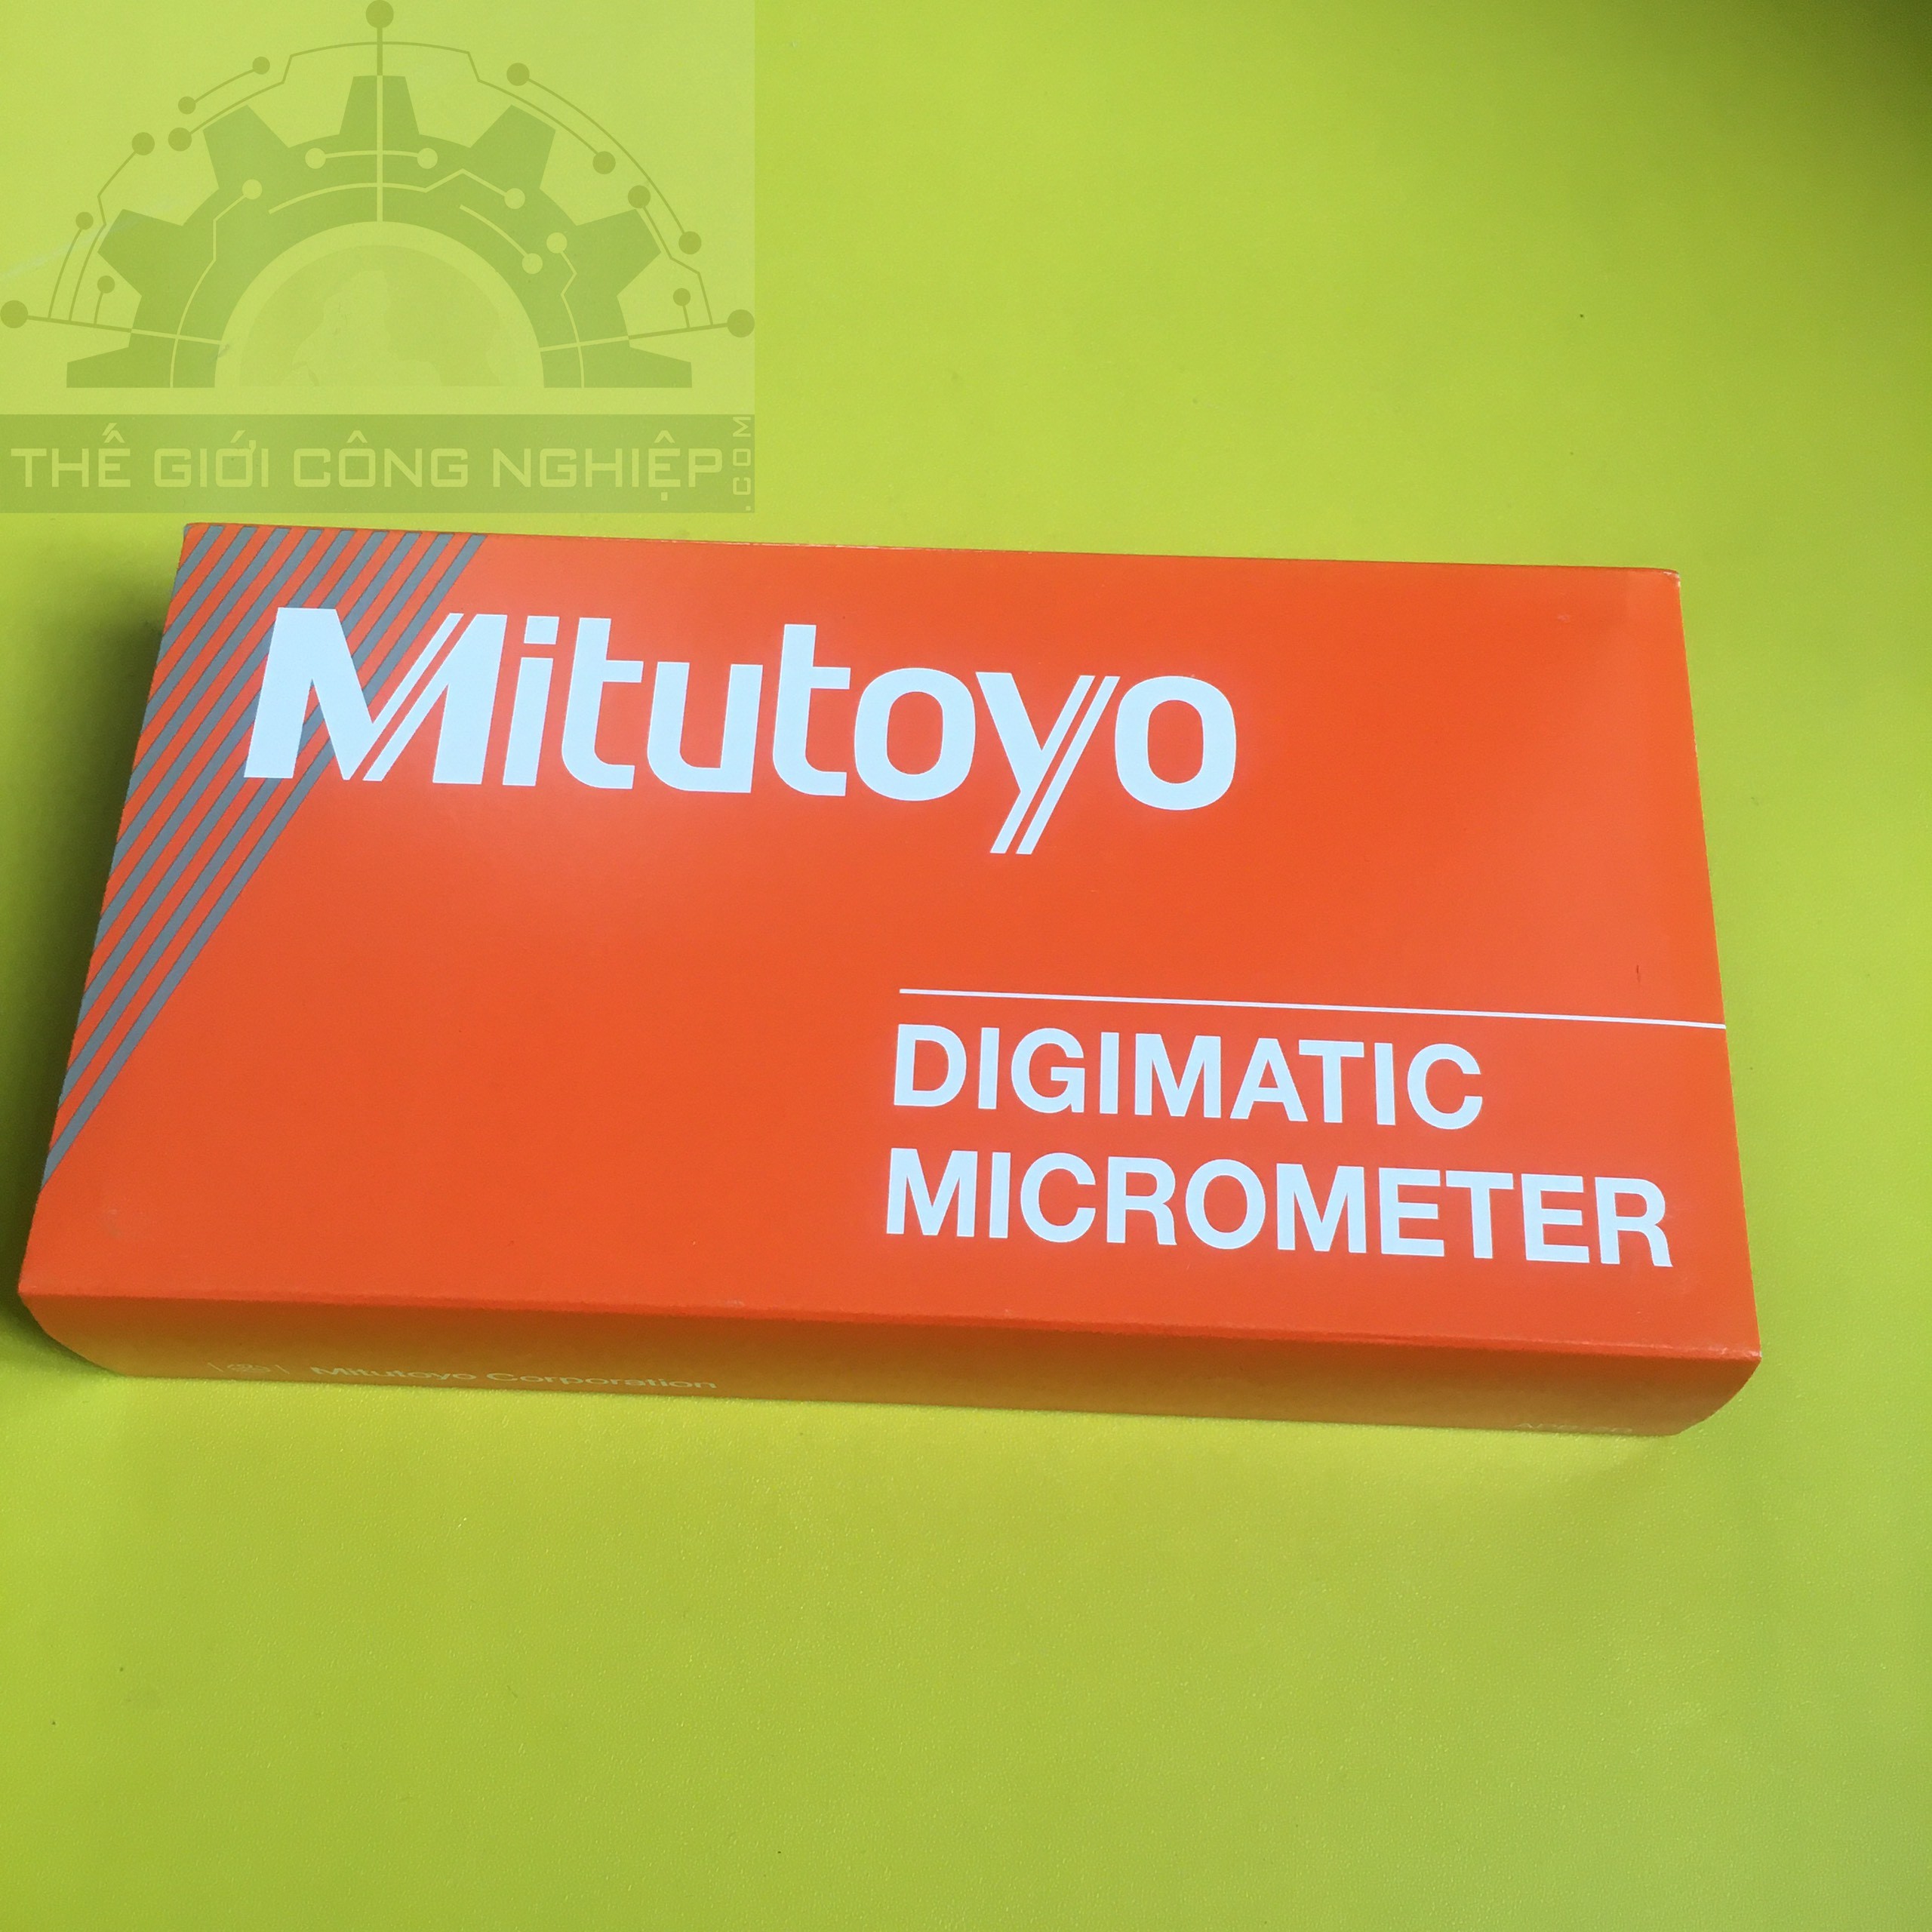 THẾ GIỚI CÔNG NGHIỆP.COM
Mitutoyo
DIGIMATIC
MICROMETER
Mitutoyo Corporation